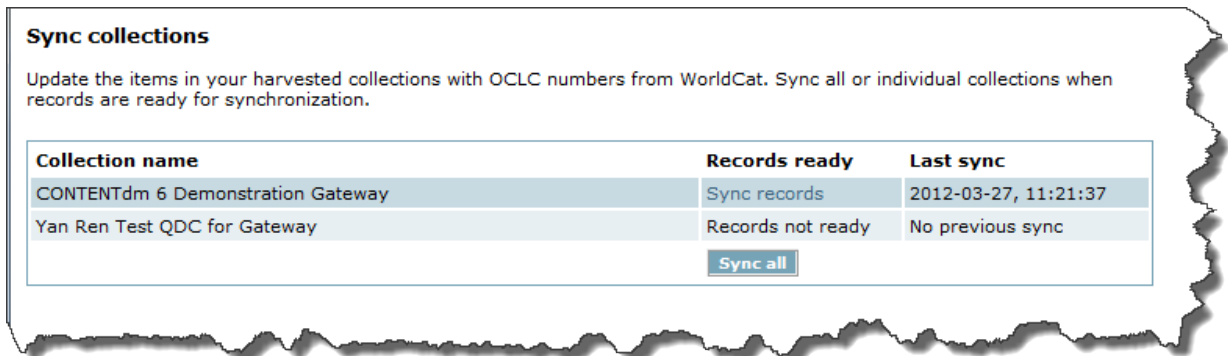 Sync collections
Update the items in your harvested collections with OCLC numbers from WorldCat. Sync all or individual collections when
records are ready for synchronization.
Collection name Records ready Last sync
CONTENTdm 6 Demonstration Gateway Sync records 2012-03-27, 11:21:37
Yan Ren Test QDC for Gateway Records not ready No previous sync
Sync all